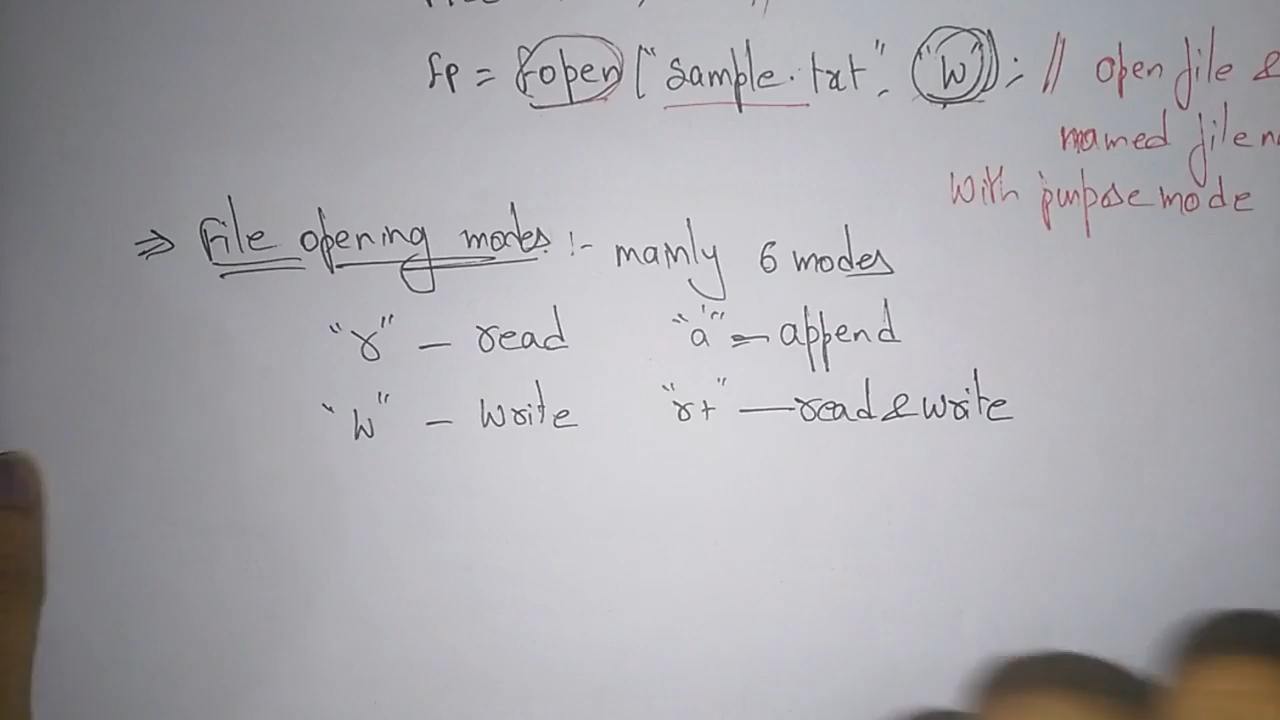 fp = fopen("sample.txt", "w"); // open file &
named file n
with purpose mode
⇒ File opening modes :- mainly 6 modes
"r" — read "a" — append
"w" — write "r+" — read & write